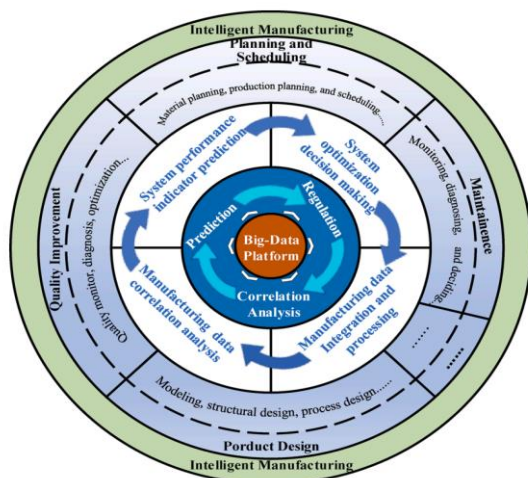 Intelligent Manufacturing
Planning and
Scheduling
Material planning, production planning, and scheduling.....
System performance
indicator prediction
System
optimization
decision making
Quality Improvement
Quality monitor, diagnosis, optimization...
Maintainence
Monitoring, diagnosing, and deciding...
Prediction
Regulation
Big-Data
Platform
Correlation
Analysis
Manufacturing data
correlation analysis
Manufacturing data
Integration and
processing
......
......
Modeling, structural design, process design......
Porduct Design
Intelligent Manufacturing